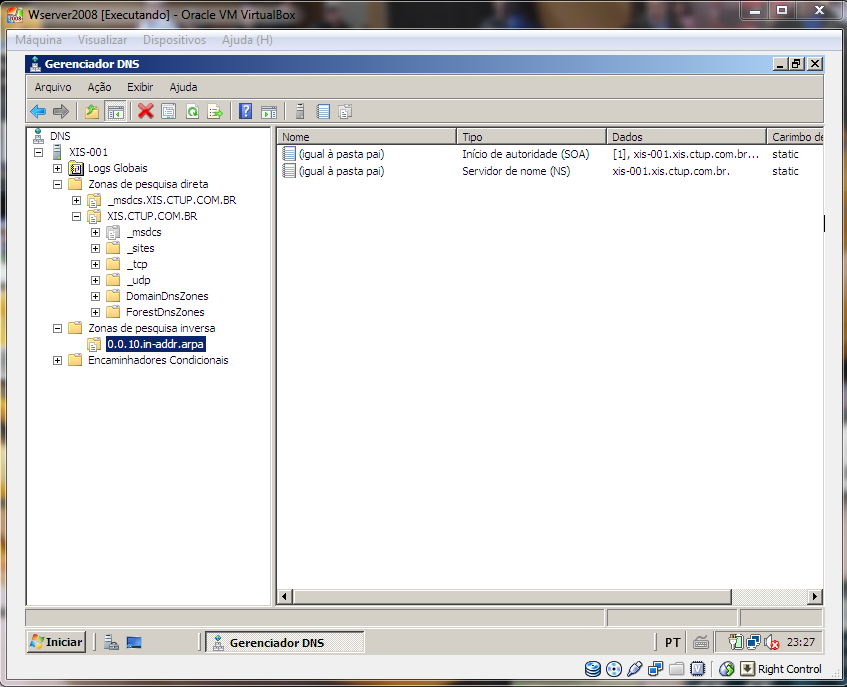 Wserver2008 [Executando] - Oracle VM VirtualBox
Máquina Visualizar Dispositivos Ajuda (H)
Gerenciador DNS
Arquivo Ação Exibir Ajuda
DNS
XIS-001
Logs Globais
Zonas de pesquisa direta
_msdcs.XIS.CTUP.COM.BR
XIS.CTUP.COM.BR
_msdcs
_sites
_tcp
_udp
DomainDnsZones
ForestDnsZones
Zonas de pesquisa inversa
0.0.10.in-addr.arpa
Encaminhadores Condicionais
Nome Tipo Dados Carimbo de
(igual à pasta pai) Início de autoridade (SOA) [1], xis-001.xis.ctup.com.br... static
(igual à pasta pai) Servidor de nome (NS) xis-001.xis.ctup.com.br. static
Iniciar Gerenciador DNS PT 23:27
Right Control